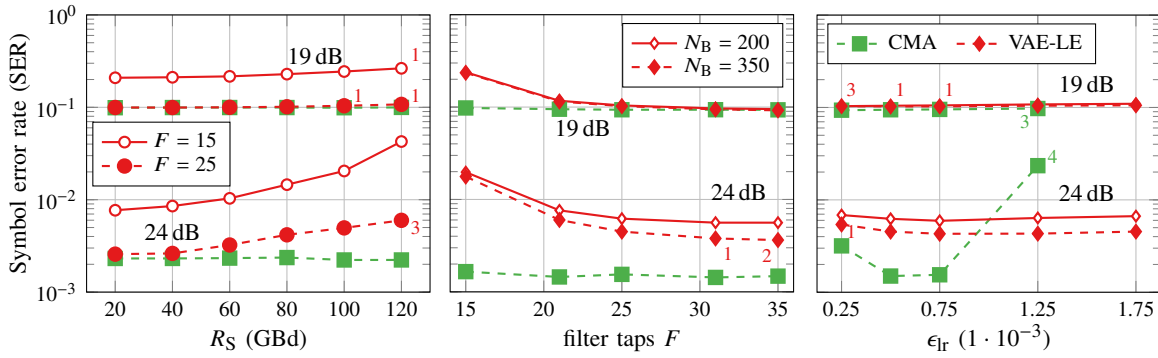 Symbol error rate (SER)
10⁰
10⁻¹
10⁻²
10⁻³
19 dB
1
1
1
F = 15
F = 25
24 dB
3
20 40 60 80 100 120
R_S (GBd)
N_B = 200
N_B = 350
19 dB
24 dB
1 2
15 20 25 30 35
filter taps F
CMA VAE-LE
19 dB
3 1 1
3
4
24 dB
1
0.25 0.50 0.75 1.25 1.75
ϵ_lr (1 · 10⁻³)